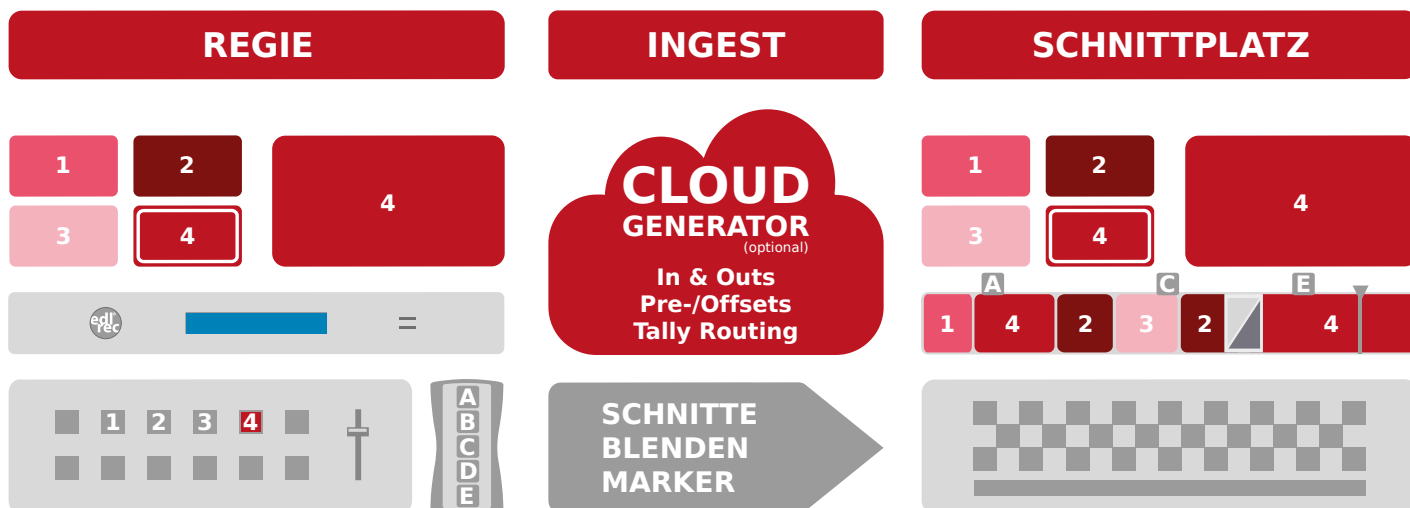 REGIE
INGEST
SCHNITTPLATZ
1
2
3
4
4
CLOUD
GENERATOR
(optional)
In & Outs
Pre-/Offsets
Tally Routing
1
2
3
4
4
A
C
E
edl
rec
1
4
2
3
2
4
1
2
3
4
A
B
C
D
E
SCHNITTE
BLENDEN
MARKER